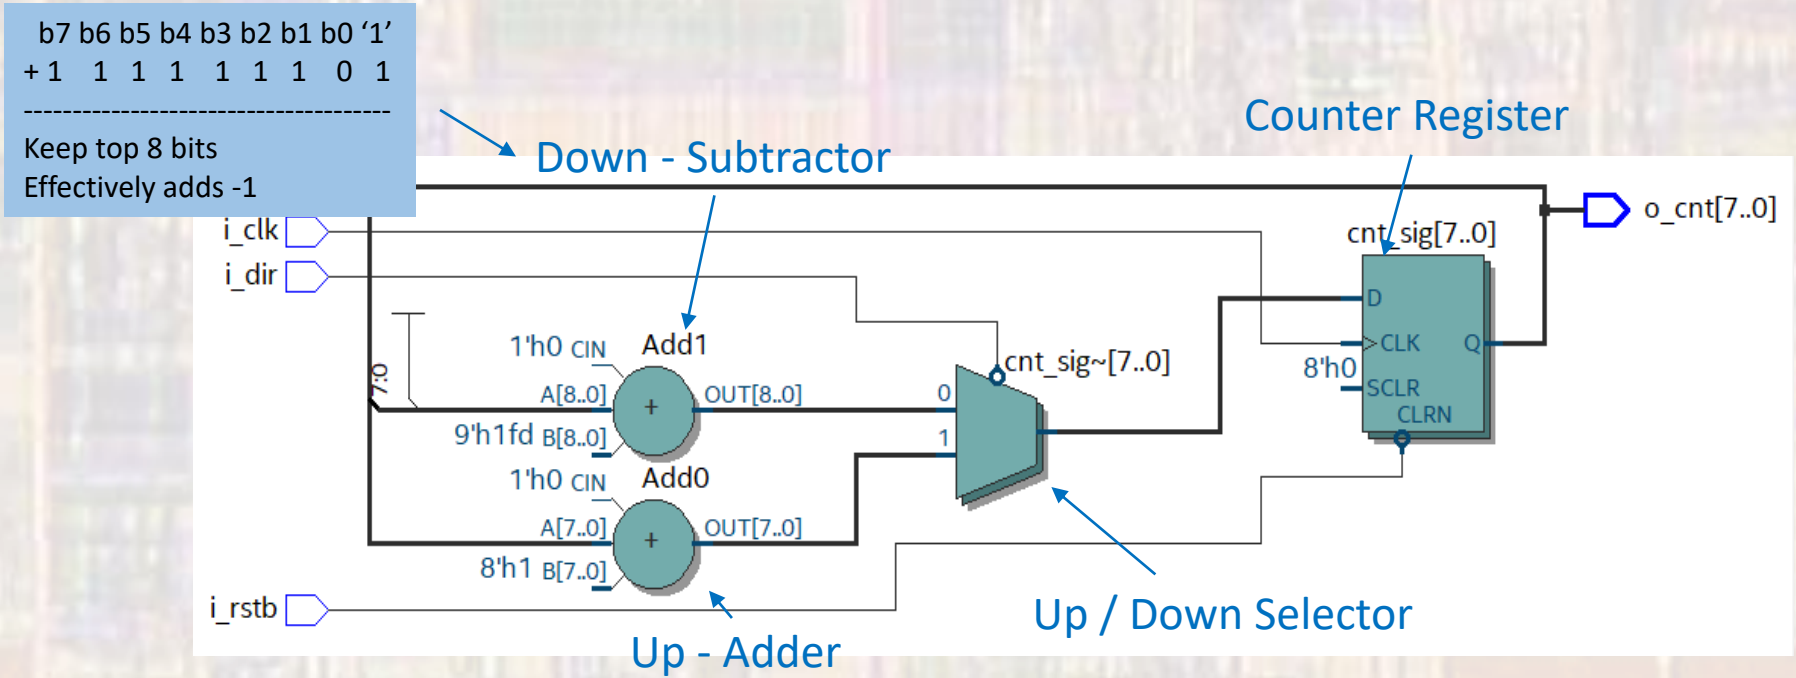 b7 b6 b5 b4 b3 b2 b1 b0 ‘1’
+ 1 1 1 1 1 1 1 0 1
--------------------------------------
Keep top 8 bits
Effectively adds -1
Down - Subtractor
Counter Register
i_clk
i_dir
o_cnt[7..0]
cnt_sig[7..0]
D
CLK
Q
8'h0
SCLR
CLRN
7:0
1'h0 CIN
Add1
A[8..0]
OUT[8..0]
9'h1fd B[8..0]
+
cnt_sig~[7..0]
0
1
1'h0 CIN
Add0
A[7..0]
OUT[7..0]
8'h1 B[7..0]
+
i_rstb
Up - Adder
Up / Down Selector